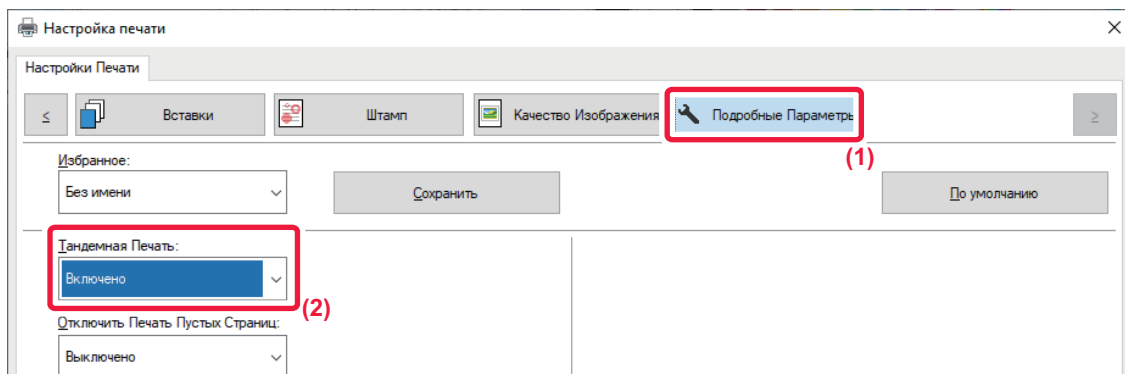 Настройка печати
Настройки Печати
Вставки
Штамп
Качество Изображения
Подробные Параметры
(1)
Избранное:
Без имени
Сохранить
По умолчанию
Тандемная Печать:
Включено
(2)
Отключить Печать Пустых Страниц:
Выключено